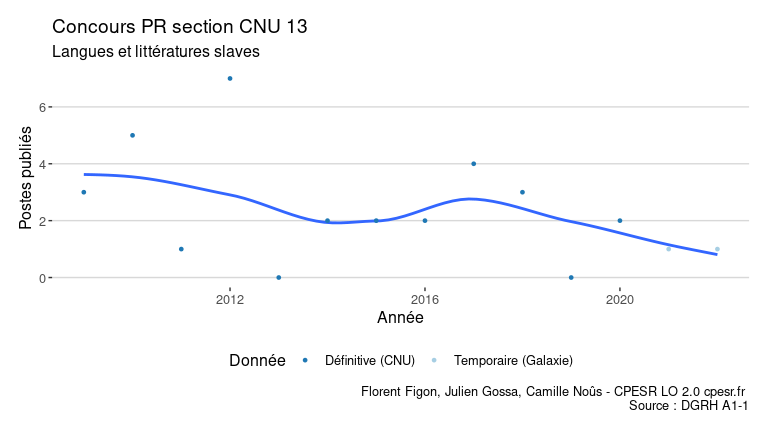 Concours PR section CNU 13
Langues et littératures slaves
Postes publiés
6
4
2
0
2012
2016
2020
Année
Donnée
Définitive (CNU)
Temporaire (Galaxie)
Florent Figon, Julien Gossa, Camille Noûs - CPESR LO 2.0 cpesr.fr
Source : DGRH A1-1